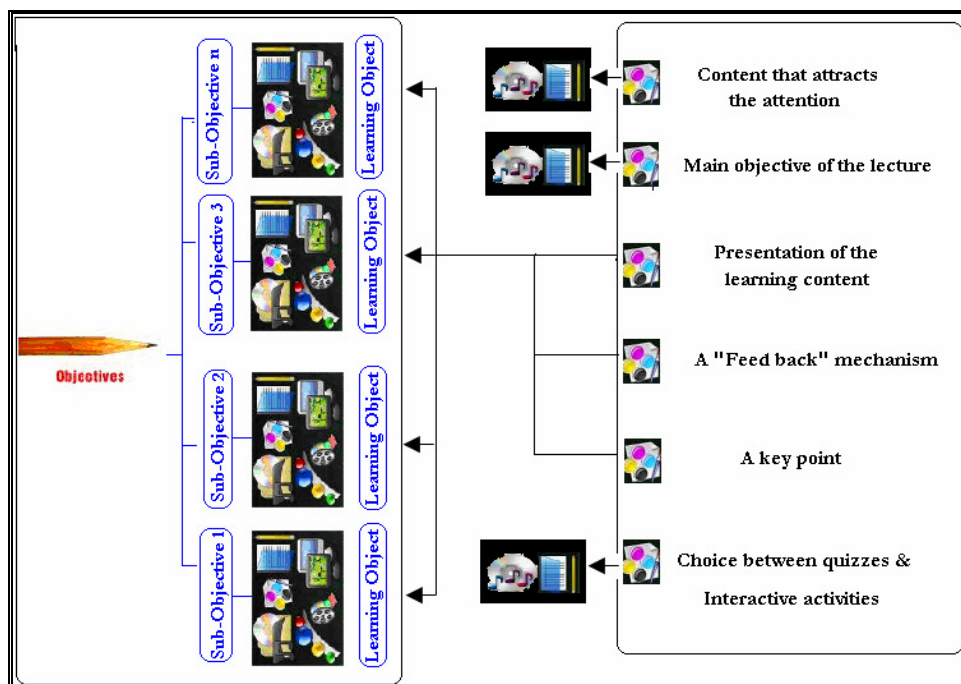 Objectives
Sub-Objective n
Learning Object
Sub-Objective 3
Learning Object
Sub-Objective 2
Learning Object
Sub-Objective 1
Learning Object
Content that attracts
the attention
Main objective of the lecture
Presentation of the
learning content
A "Feed back" mechanism
A key point
Choice between quizzes &
Interactive activities